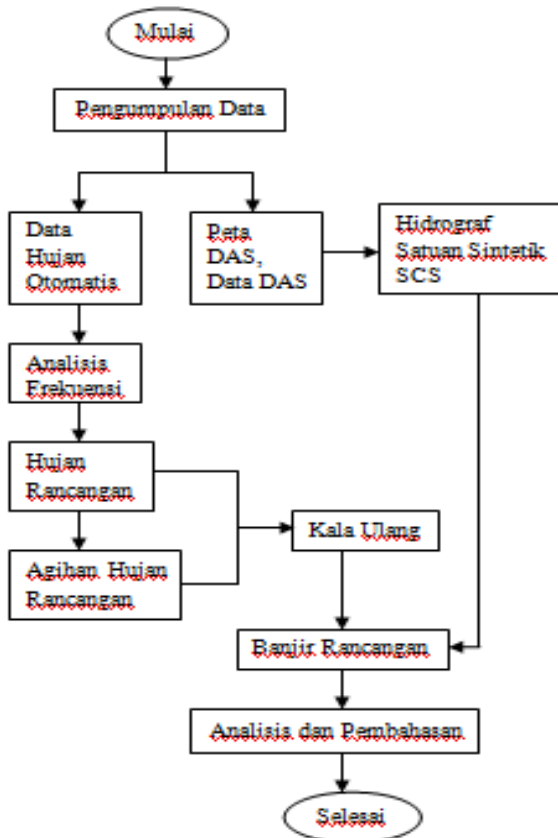 Mulai
Pengumpulan Data
Data
Hujan
Otomatis
Peta
DAS,
Data DAS
Hidrograf
Satuan Sintetik
SCS
Analisis
Frekuensi
Hujan
Rancangan
Kala Ulang
Agihan Hujan
Rancangan
Banjir Rancangan
Analisis dan Pembahasan
Selesai